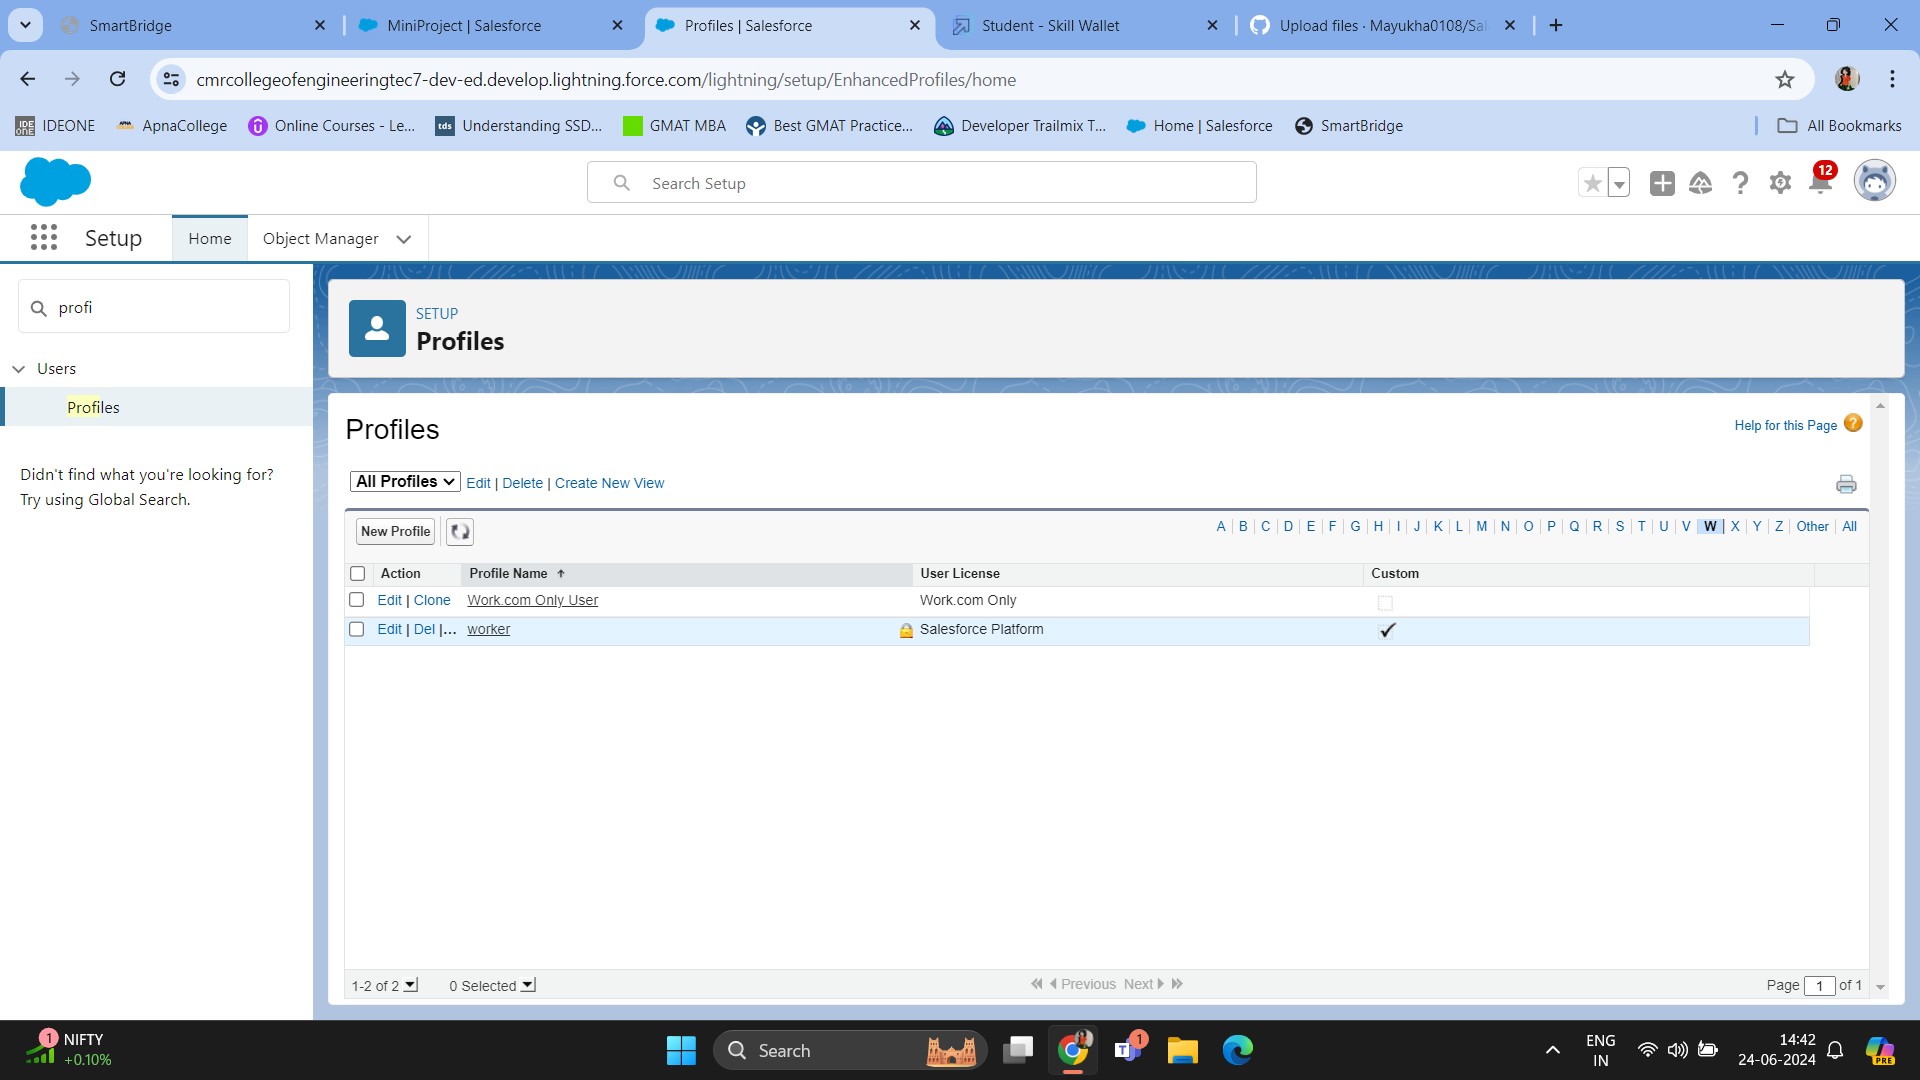 SmartBridge
MiniProject | Salesforce
Profiles | Salesforce
Student - Skill Wallet
Upload files · Mayukha0108/Sal
cmrcollegeofengineeringtec7-dev-ed.develop.lightning.force.com/lightning/setup/EnhancedProfiles/home
IDEONE
ApnaCollege
Online Courses - Le...
tds
Understanding SSD...
GMAT MBA
Best GMAT Practice...
Developer Trailmix T...
Home | Salesforce
SmartBridge
All Bookmarks
Search Setup
12
Setup
Home
Object Manager
profi
Users
Profiles
Didn't find what you're looking for?
Try using Global Search.
SETUP
Profiles
Profiles
Help for this Page
All Profiles
Edit | Delete | Create New View
New Profile
A | B | C | D | E | F | G | H | I | J | K | L | M | N | O | P | Q | R | S | T | U | V | W | X | Y | Z | Other | All
Action
Profile Name
User License
Custom
Edit | Clone
Work.com Only User
Work.com Only
Edit | Del |...
worker
Salesforce Platform
1-2 of 2
0 Selected
Previous Next
Page 1 of 1
1
NIFTY
+0.10%
Search
1
ENG
IN
14:42
24-06-2024
PRE